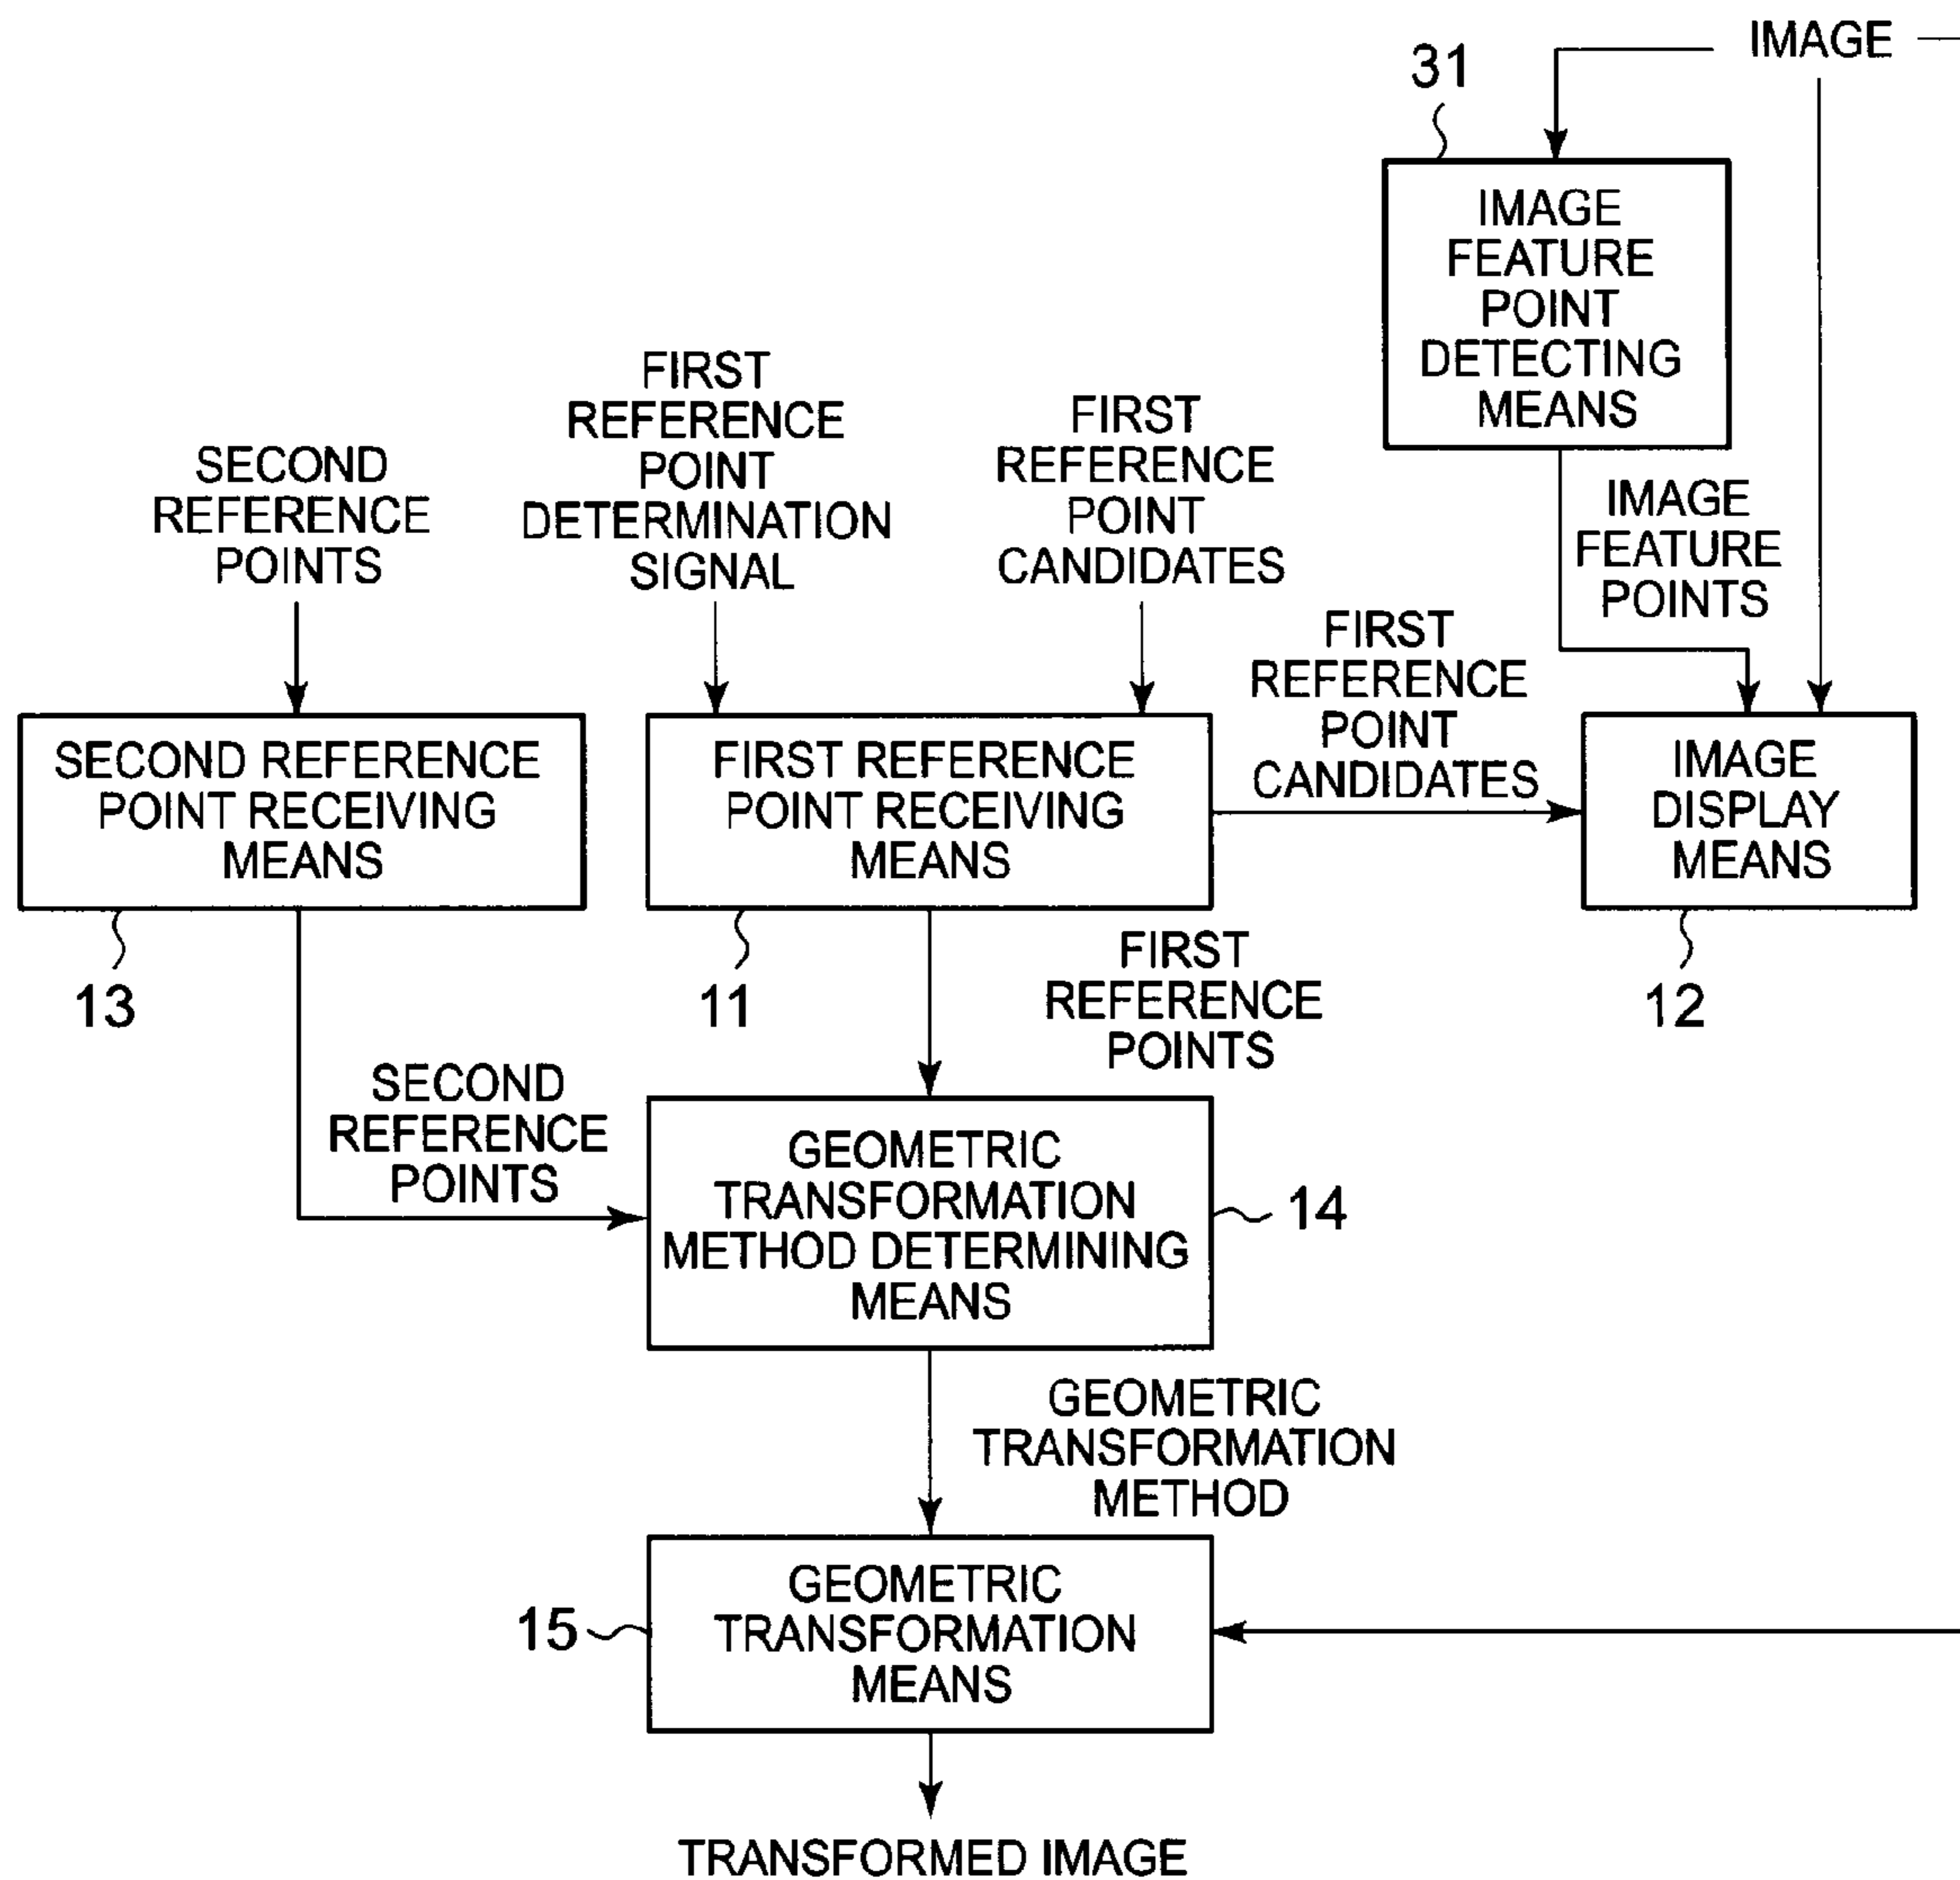 IMAGE
31
IMAGE
FEATURE
POINT
DETECTING
MEANS
FIRST
REFERENCE
POINT
DETERMINATION
SIGNAL
FIRST
REFERENCE
POINT
CANDIDATES
SECOND
REFERENCE
POINTS
IMAGE
FEATURE
POINTS
FIRST
REFERENCE
POINT
CANDIDATES
SECOND REFERENCE
POINT RECEIVING
MEANS
FIRST REFERENCE
POINT RECEIVING
MEANS
IMAGE
DISPLAY
MEANS
13
11
12
FIRST
REFERENCE
POINTS
SECOND
REFERENCE
POINTS
GEOMETRIC
TRANSFORMATION
METHOD DETERMINING
MEANS
14
GEOMETRIC
TRANSFORMATION
METHOD
15
GEOMETRIC
TRANSFORMATION
MEANS
TRANSFORMED IMAGE